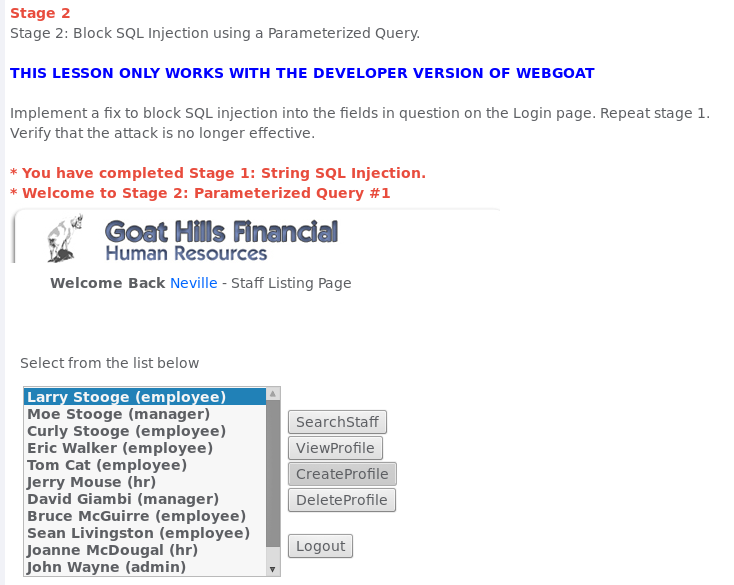 Stage 2
Stage 2: Block SQL Injection using a Parameterized Query.
THIS LESSON ONLY WORKS WITH THE DEVELOPER VERSION OF WEBGOAT
Implement a fix to block SQL injection into the fields in question on the Login page. Repeat stage 1.
Verify that the attack is no longer effective.
* You have completed Stage 1: String SQL Injection.
* Welcome to Stage 2: Parameterized Query #1
Goat Hills Financial
Human Resources
Welcome Back Neville - Staff Listing Page
Select from the list below
Larry Stooge (employee)
Moe Stooge (manager)
Curly Stooge (employee)
Eric Walker (employee)
Tom Cat (employee)
Jerry Mouse (hr)
David Giambi (manager)
Bruce McGuirre (employee)
Sean Livingston (employee)
Joanne McDougal (hr)
John Wayne (admin)
SearchStaff
ViewProfile
CreateProfile
DeleteProfile
Logout